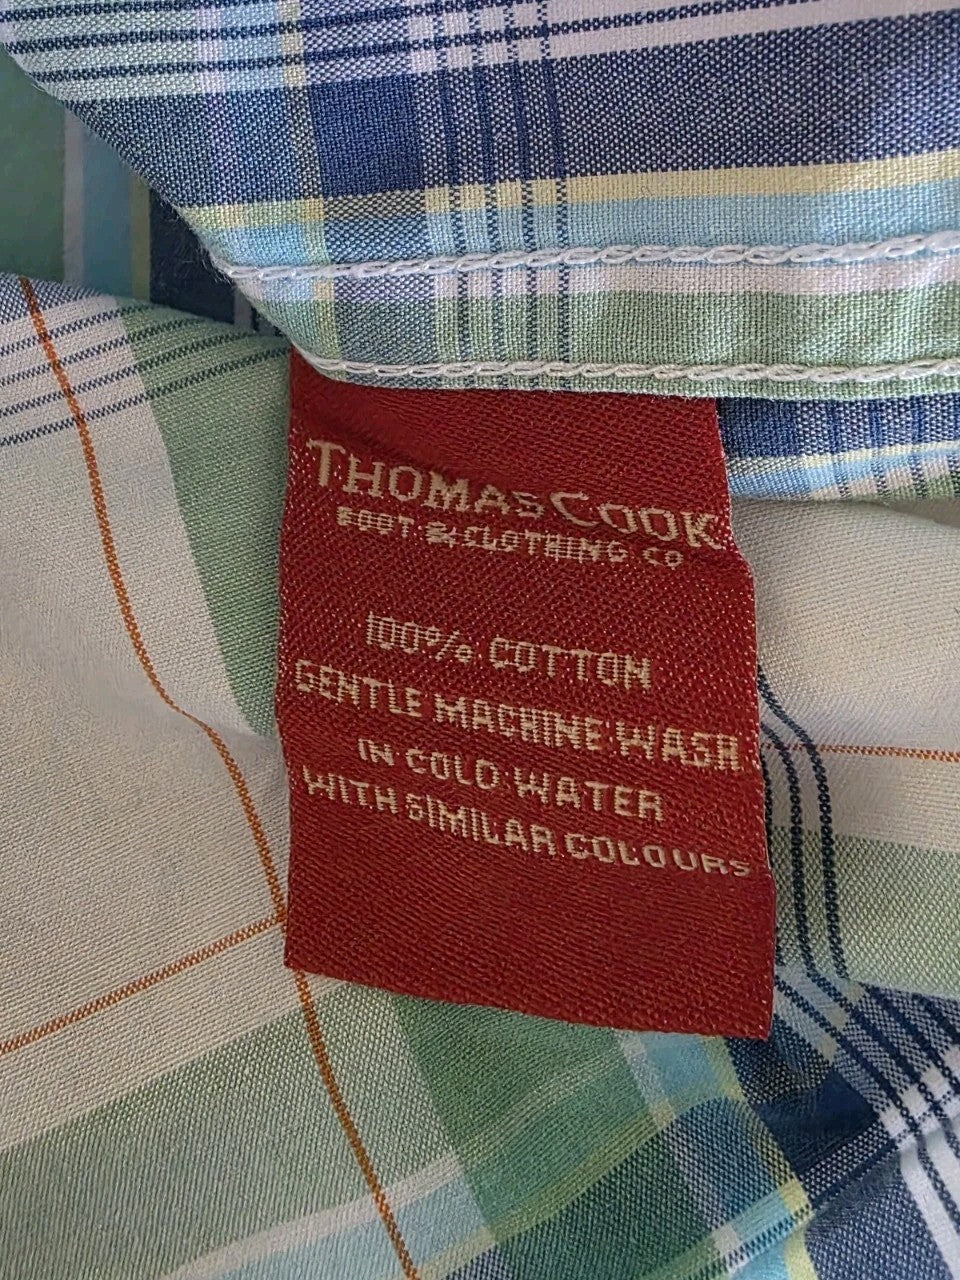 THOMAS COOK
BOOT & CLOTHING CO
100% COTTON
GENTLE MACHINE WASH
IN COLD WATER
WITH SIMILAR COLOURS